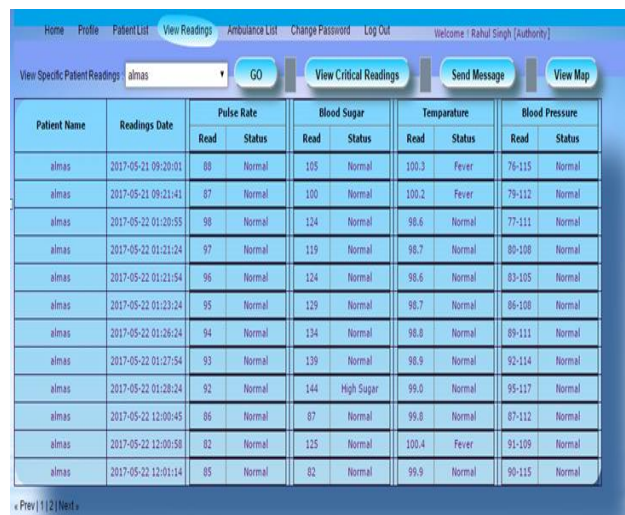 Home Profile Patient List View Readings Ambulance List Change Password Log Out Welcome ! Rahul Singh [Authority]
View Specific Patient Readings : almas GO View Critical Readings Send Message View Map
Patient Name Readings Date Pulse Rate Blood Sugar Temparature Blood Pressure
Read Status Read Status Read Status Read Status
almas 2017-05-21 09:20:01 88 Normal 105 Normal 100.3 Fever 76-115 Normal
almas 2017-05-21 09:21:41 87 Normal 100 Normal 100.2 Fever 79-112 Normal
almas 2017-05-22 01:20:55 98 Normal 124 Normal 98.6 Normal 77-111 Normal
almas 2017-05-22 01:21:24 97 Normal 119 Normal 98.7 Normal 80-108 Normal
almas 2017-05-22 01:21:54 96 Normal 124 Normal 98.6 Normal 83-105 Normal
almas 2017-05-22 01:23:24 95 Normal 129 Normal 98.7 Normal 86-108 Normal
almas 2017-05-22 01:26:24 94 Normal 134 Normal 98.8 Normal 89-111 Normal
almas 2017-05-22 01:27:54 93 Normal 139 Normal 98.9 Normal 92-114 Normal
almas 2017-05-22 01:28:24 92 Normal 144 High Sugar 99.0 Normal 95-117 Normal
almas 2017-05-22 12:00:45 86 Normal 87 Normal 99.8 Normal 87-112 Normal
almas 2017-05-22 12:00:58 82 Normal 125 Normal 100.4 Fever 91-109 Normal
almas 2017-05-22 12:01:14 85 Normal 82 Normal 99.9 Normal 90-115 Normal
« Prev | 1 | 2 | Next »